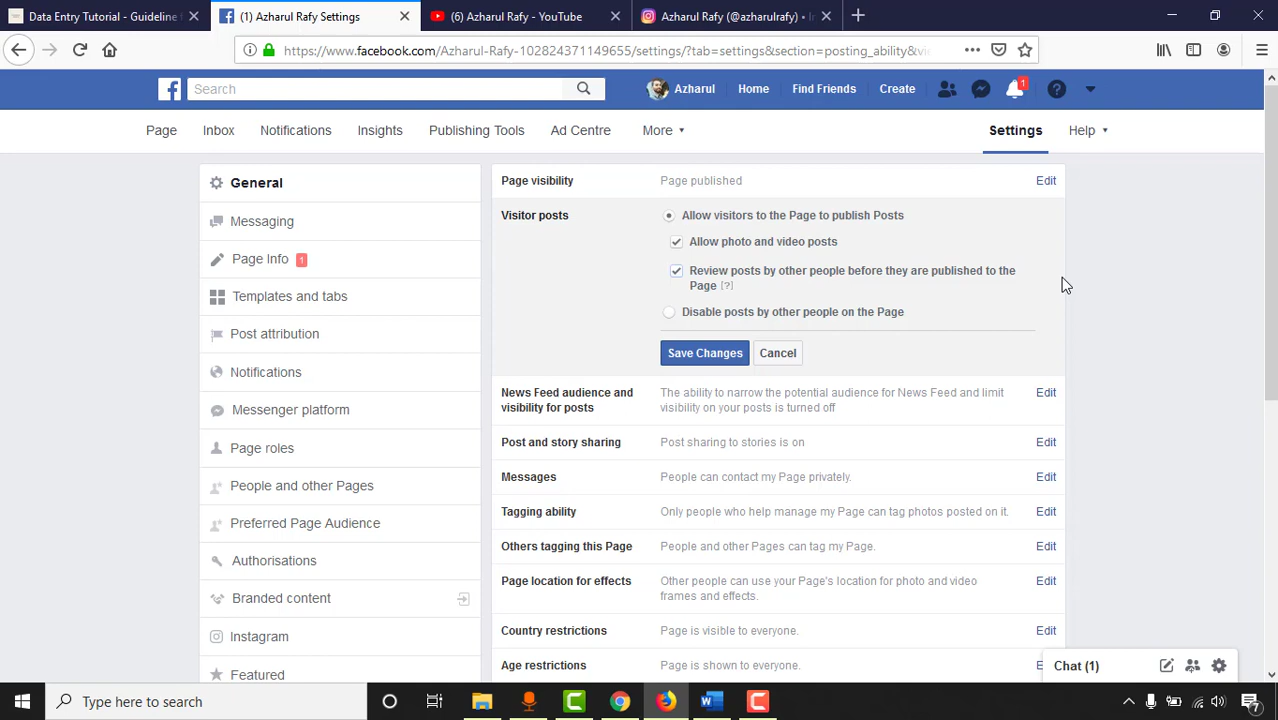 Data Entry Tutorial - Guideline
(1) Azharul Rafy Settings
(6) Azharul Rafy - YouTube
Azharul Rafy (@azharulrafy) • In
https://www.facebook.com/Azharul-Rafy-102824371149655/settings/?tab=settings&section=posting_ability&vi
Search
Azharul
Home
Find Friends
Create
1
Page
Inbox
Notifications
Insights
Publishing Tools
Ad Centre
More
Settings
Help
General
Messaging
Page Info 1
Templates and tabs
Post attribution
Notifications
Messenger platform
Page roles
People and other Pages
Preferred Page Audience
Authorisations
Branded content
Instagram
Featured
Page visibility
Page published
Edit
Visitor posts
Allow visitors to the Page to publish Posts
Allow photo and video posts
Review posts by other people before they are published to the
Page [?]
Disable posts by other people on the Page
Save Changes
Cancel
News Feed audience and
visibility for posts
The ability to narrow the potential audience for News Feed and limit
visibility on your posts is turned off
Edit
Post and story sharing
Post sharing to stories is on
Edit
Messages
People can contact my Page privately.
Edit
Tagging ability
Only people who help manage my Page can tag photos posted on it.
Edit
Others tagging this Page
People and other Pages can tag my Page.
Edit
Page location for effects
Other people can use your Page's location for photo and video
frames and effects.
Edit
Country restrictions
Page is visible to everyone.
Edit
Age restrictions
Page is shown to everyone.
Chat (1)
Type here to search
7